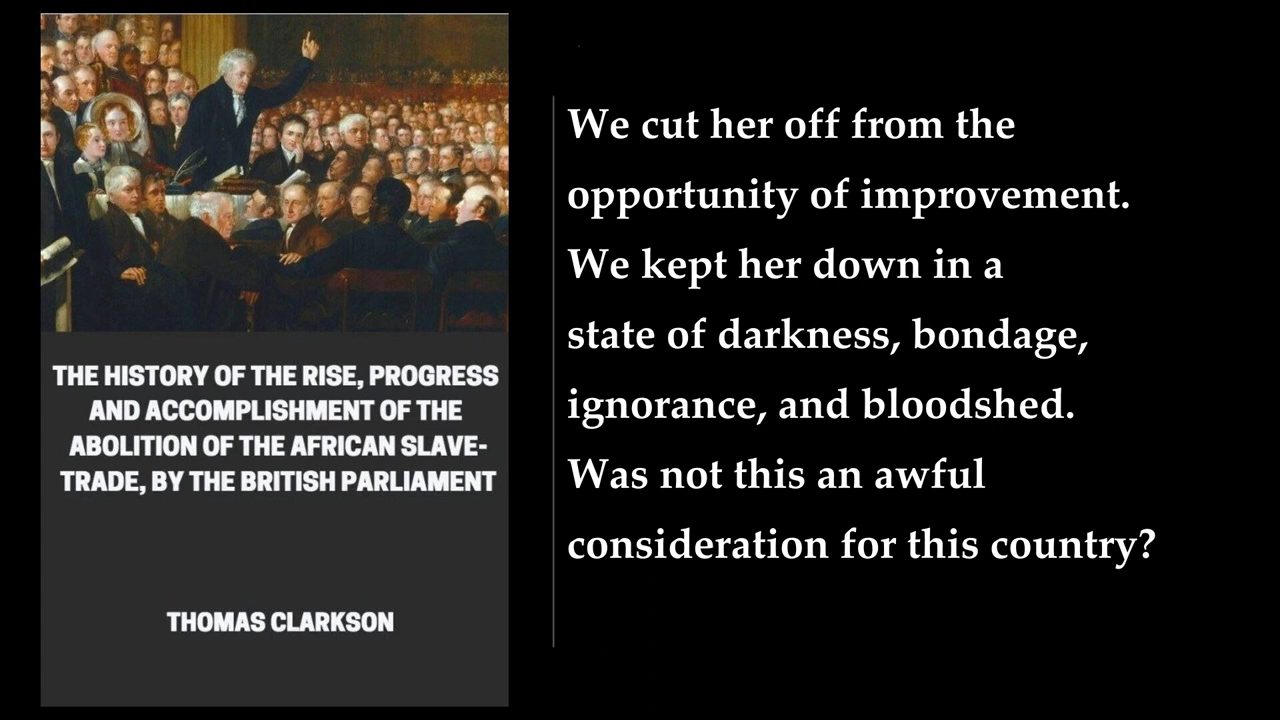 THE HISTORY OF THE RISE, PROGRESS
AND ACCOMPLISHMENT OF THE
ABOLITION OF THE AFRICAN SLAVE-
TRADE, BY THE BRITISH PARLIAMENT
THOMAS CLARKSON
We cut her off from the
opportunity of improvement.
We kept her down in a
state of darkness, bondage,
ignorance, and bloodshed.
Was not this an awful
consideration for this country?